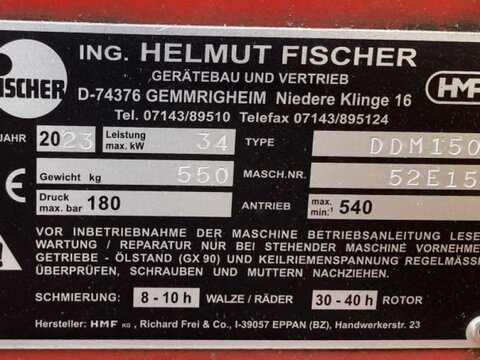 ING. HELMUT FISCHER
GERÄTEBAU UND VERTRIEB
D-74376 GEMMRIGHEIM Niedere Klinge 16
Tel. 07143/89510 Telefax 07143/895124
FISCHER
HMF
JAHR 2023 Leistung max. kW 34 TYPE DDM150
Gewicht kg 550 MASCH.NR. 52E15
CE
Druck max. bar 180 ANTRIEB max. min.-1 540
VOR INBETRIEBNAHME DER MASCHINE BETRIEBSANLEITUNG LESE
WARTUNG / REPARATUR NUR BEI STEHENDER MASCHINE VORNEHME
GETRIEBE - ÖLSTAND (GX 90) UND KEILRIEMENSPANNUNG REGELMÄSS
ÜBERPRÜFEN, SCHRAUBEN UND MUTTERN NACHZIEHEN.
SCHMIERUNG: 8 - 10 h WALZE / RÄDER 30 - 40 h ROTOR
Hersteller: HMF KG, Richard Frei & Co., I-39057 EPPAN (BZ), Handwerkerstr. 23